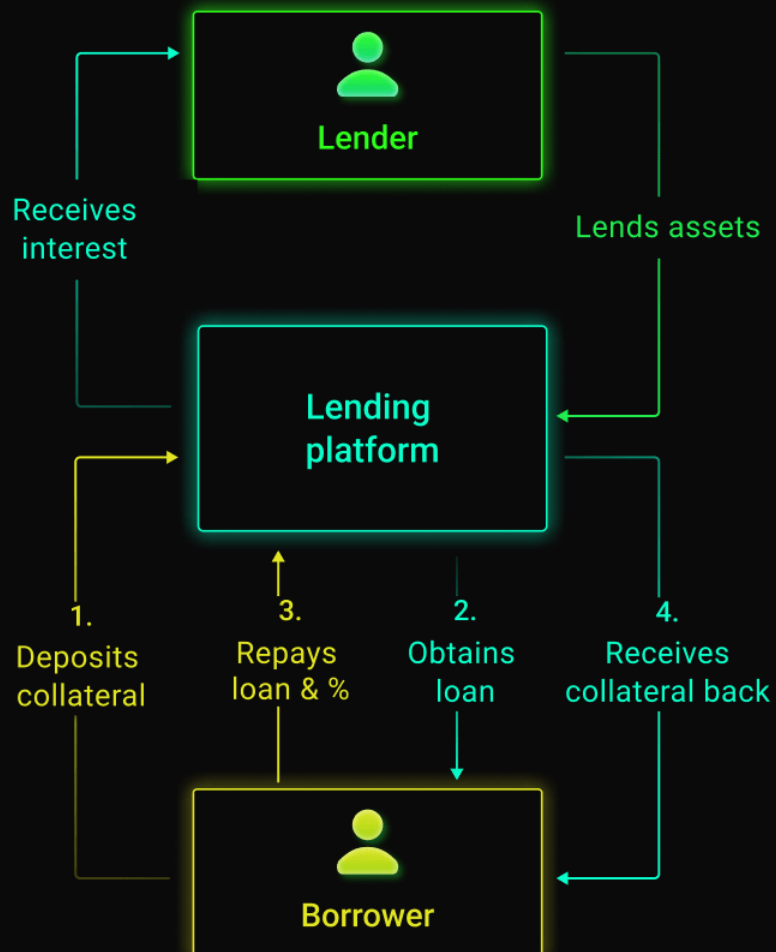 Lender
Receives
interest
Lends assets
Lending
platform
1.
Deposits
collateral
3.
Repays
loan & %
2.
Obtains
loan
4.
Receives
collateral back
Borrower